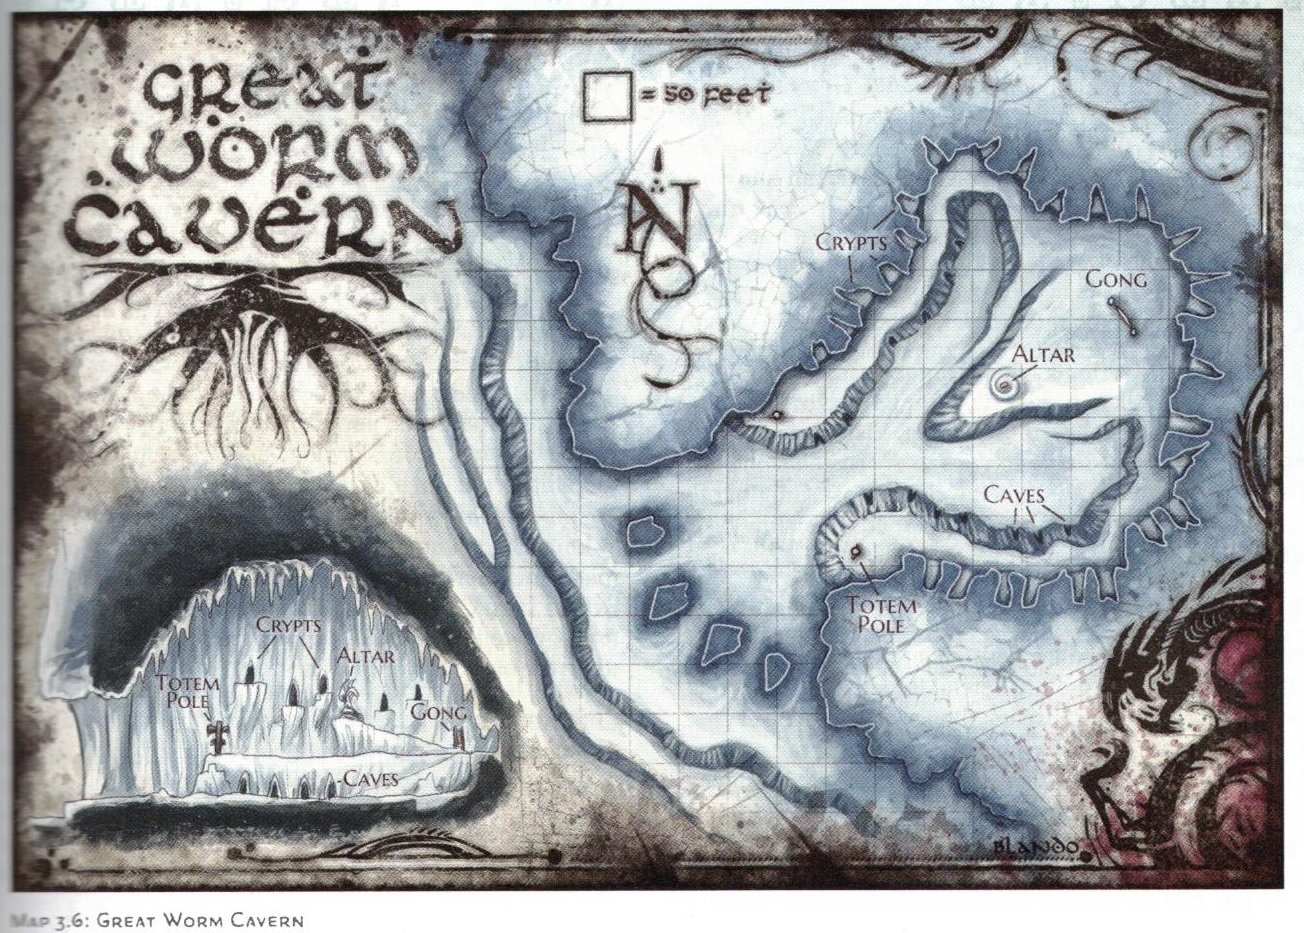 GREAT
WORM
CAVERN
= 50 feet
N
CRYPTS
GONG
ALTAR
CAVES
TOTEM
POLE
CRYPTS
ALTAR
TOTEM
POLE
GONG
CAVES
BLANDO
MAP 3.6: GREAT WORM CAVERN